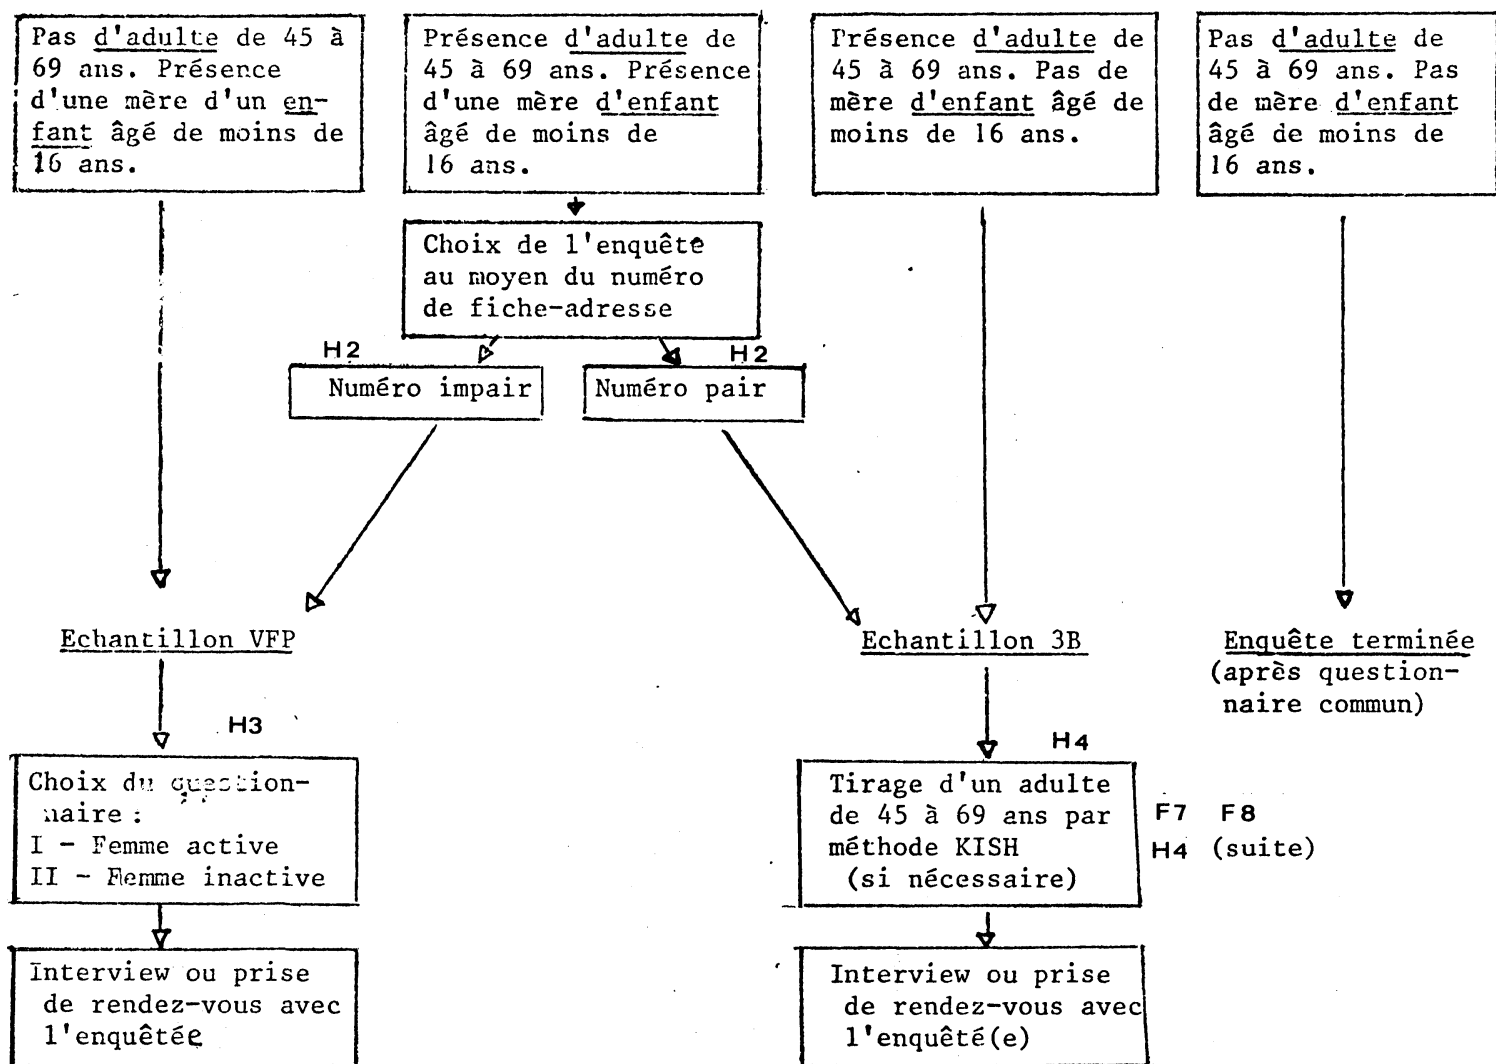 Pas d'adulte de 45 à
69 ans. Présence
d'une mère d'un en-
fant âgé de moins de
16 ans.
Présence d'adulte de
45 à 69 ans. Présence
d'une mère d'enfant
âgé de moins de
16 ans.
Présence d'adulte de
45 à 69 ans. Pas de
mère d'enfant âgé de
moins de 16 ans.
Pas d'adulte de
45 à 69 ans. Pas
de mère d'enfant
âgé de moins de
16 ans.
Choix de l'enquête
au moyen du numéro
de fiche-adresse
H2
H2
Numéro impair
Numéro pair
Echantillon VFP
Echantillon 3B
Enquête terminée
(après question-
naire commun)
H3
Choix du question-
naire :
I - Femme active
II - Femme inactive
H4
Tirage d'un adulte
de 45 à 69 ans par
méthode KISH
(si nécessaire)
F7 F8
H4 (suite)
Interview ou prise
de rendez-vous avec
l'enquêtée
Interview ou prise
de rendez-vous avec
l'enquêté(e)